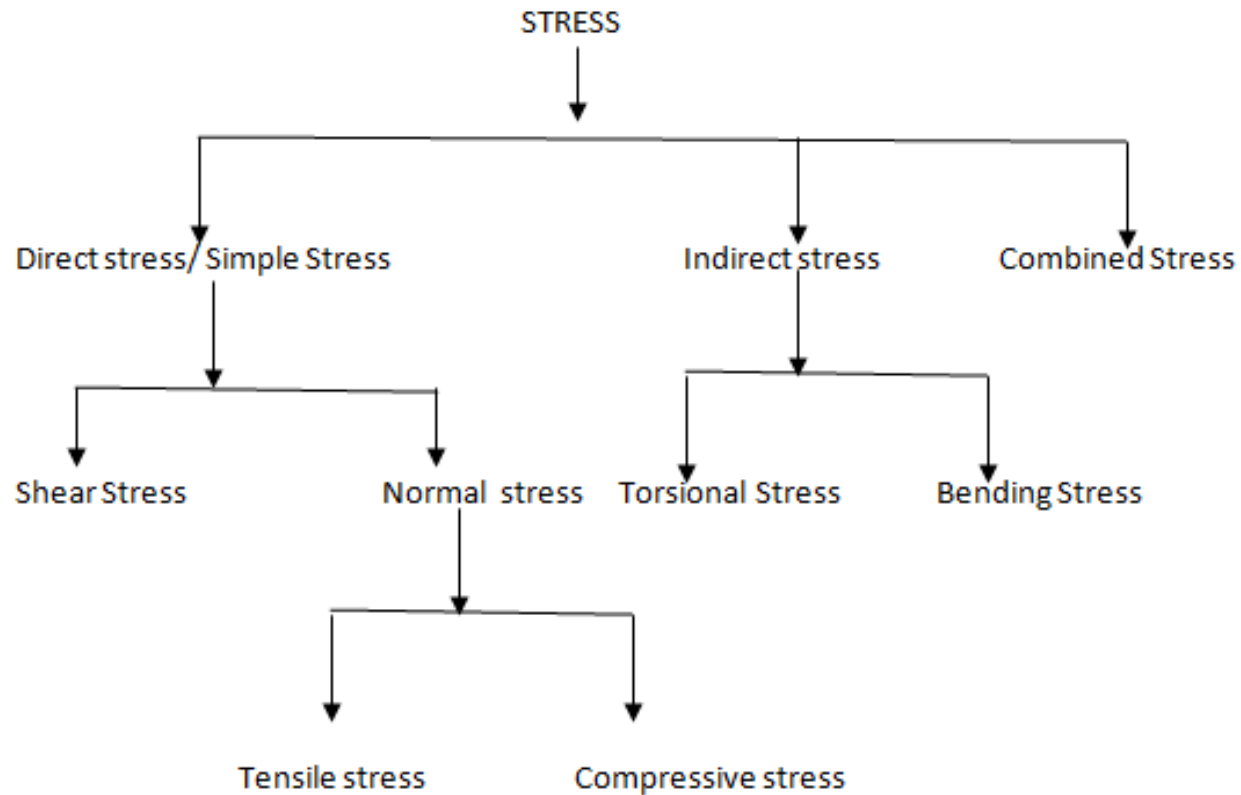 STRESS
Direct stress/ Simple Stress
Indirect stress
Combined Stress
Shear Stress
Normal stress
Torsional Stress
Bending Stress
Tensile stress
Compressive stress